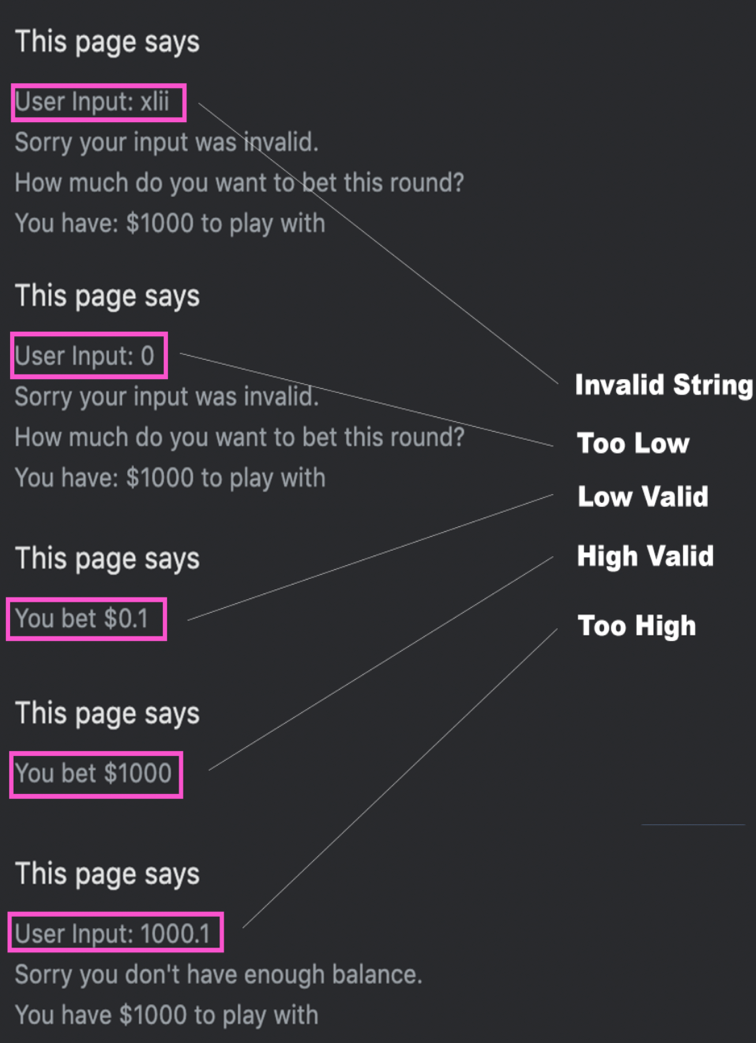 This page says
User Input: xlii
Sorry your input was invalid.
How much do you want to bet this round?
You have: $1000 to play with
This page says
User Input: 0
Sorry your input was invalid.
How much do you want to bet this round?
You have: $1000 to play with
This page says
You bet $0.1
This page says
You bet $1000
This page says
User Input: 1000.1
Sorry you don't have enough balance.
You have $1000 to play with
Invalid String
Too Low
Low Valid
High Valid
Too High